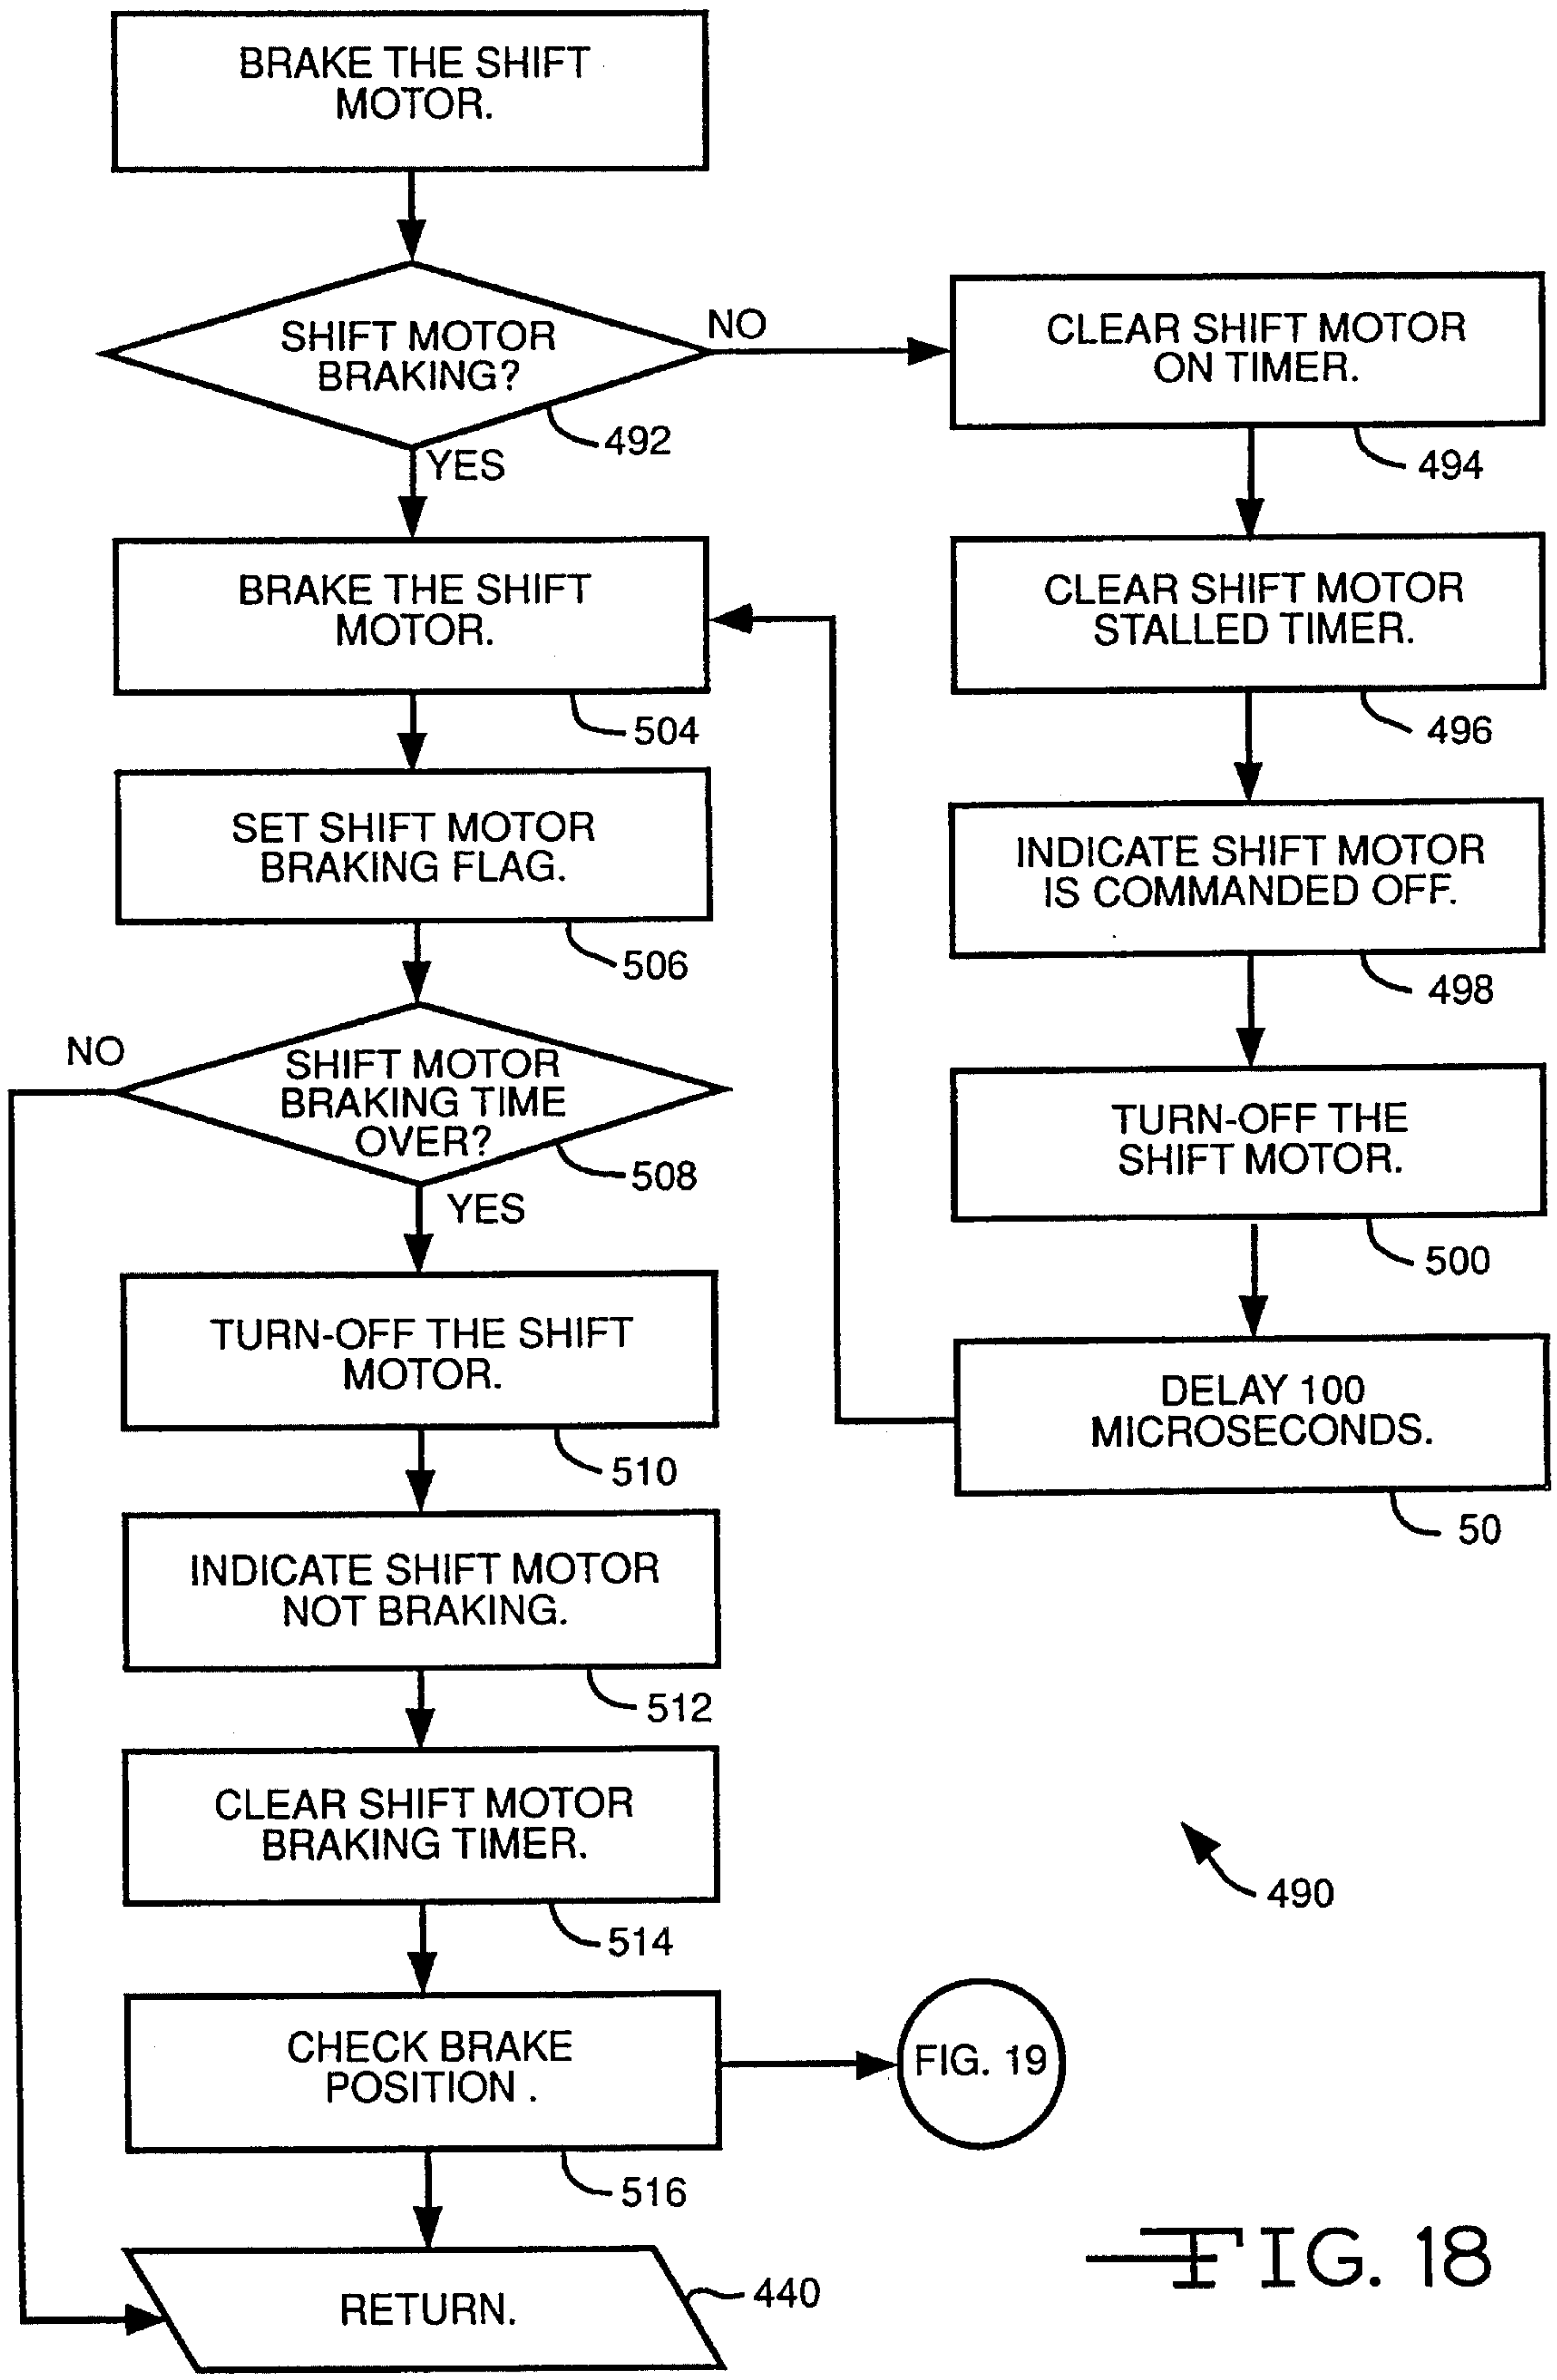 BRAKE THE SHIFT
MOTOR.
SHIFT MOTOR
BRAKING?
492
NO
YES
CLEAR SHIFT MOTOR
ON TIMER.
494
CLEAR SHIFT MOTOR
STALLED TIMER.
496
INDICATE SHIFT MOTOR
IS COMMANDED OFF.
498
TURN-OFF THE
SHIFT MOTOR.
500
DELAY 100
MICROSECONDS.
50
BRAKE THE SHIFT
MOTOR.
504
SET SHIFT MOTOR
BRAKING FLAG.
506
NO
SHIFT MOTOR
BRAKING TIME
OVER?
508
YES
TURN-OFF THE SHIFT
MOTOR.
510
INDICATE SHIFT MOTOR
NOT BRAKING.
512
CLEAR SHIFT MOTOR
BRAKING TIMER.
514
490
CHECK BRAKE
POSITION .
516
FIG. 19
RETURN.
440
FIG. 18